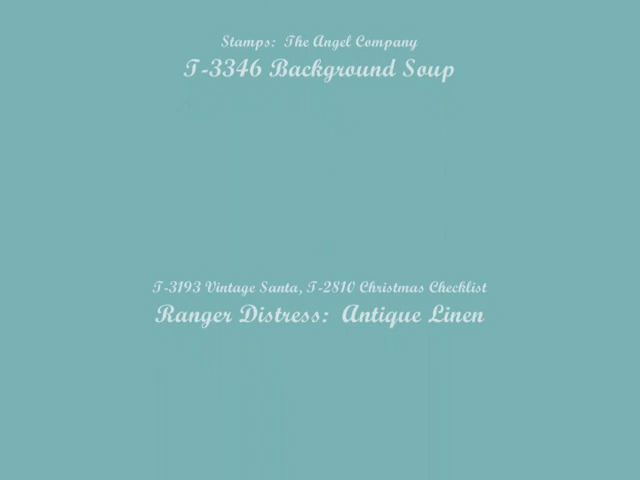 Stamps:  The Angel Company
T-3346 Background Soup
T-3193 Vintage Santa, T-2810 Christmas Checklist
Ranger Distress:  Antique Linen